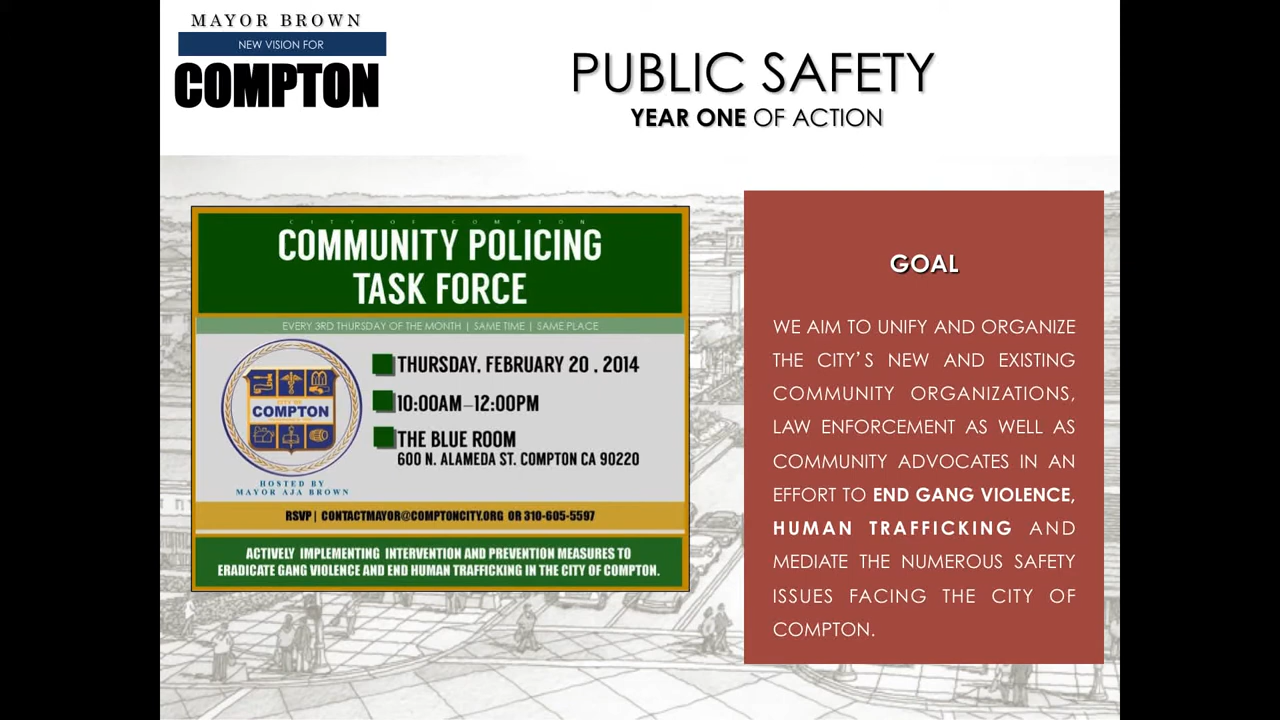 MAYOR BROWN
NEW VISION FOR
COMPTON
PUBLIC SAFETY
YEAR ONE OF ACTION
CITY OF COMPTON
COMMUNITY POLICING
TASK FORCE
EVERY 3RD THURSDAY OF THE MONTH | SAME TIME | SAME PLACE
THURSDAY, FEBRUARY 20 , 2014
10:00AM–12:00PM
THE BLUE ROOM
600 N. ALAMEDA ST. COMPTON CA 90220
CITY OF
COMPTON
HOSTED BY
MAYOR AJA BROWN
RSVP | CONTACTMAYOR@COMPTONCITY.ORG OR 310-605-5597
ACTIVELY IMPLEMENTING INTERVENTION AND PREVENTION MEASURES TO
ERADICATE GANG VIOLENCE AND END HUMAN TRAFFICKING IN THE CITY OF COMPTON.
GOAL
WE AIM TO UNIFY AND ORGANIZE
THE CITY’S NEW AND EXISTING
COMMUNITY ORGANIZATIONS,
LAW ENFORCEMENT AS WELL AS
COMMUNITY ADVOCATES IN AN
EFFORT TO END GANG VIOLENCE,
HUMAN TRAFFICKING AND
MEDIATE THE NUMEROUS SAFETY
ISSUES FACING THE CITY OF
COMPTON.